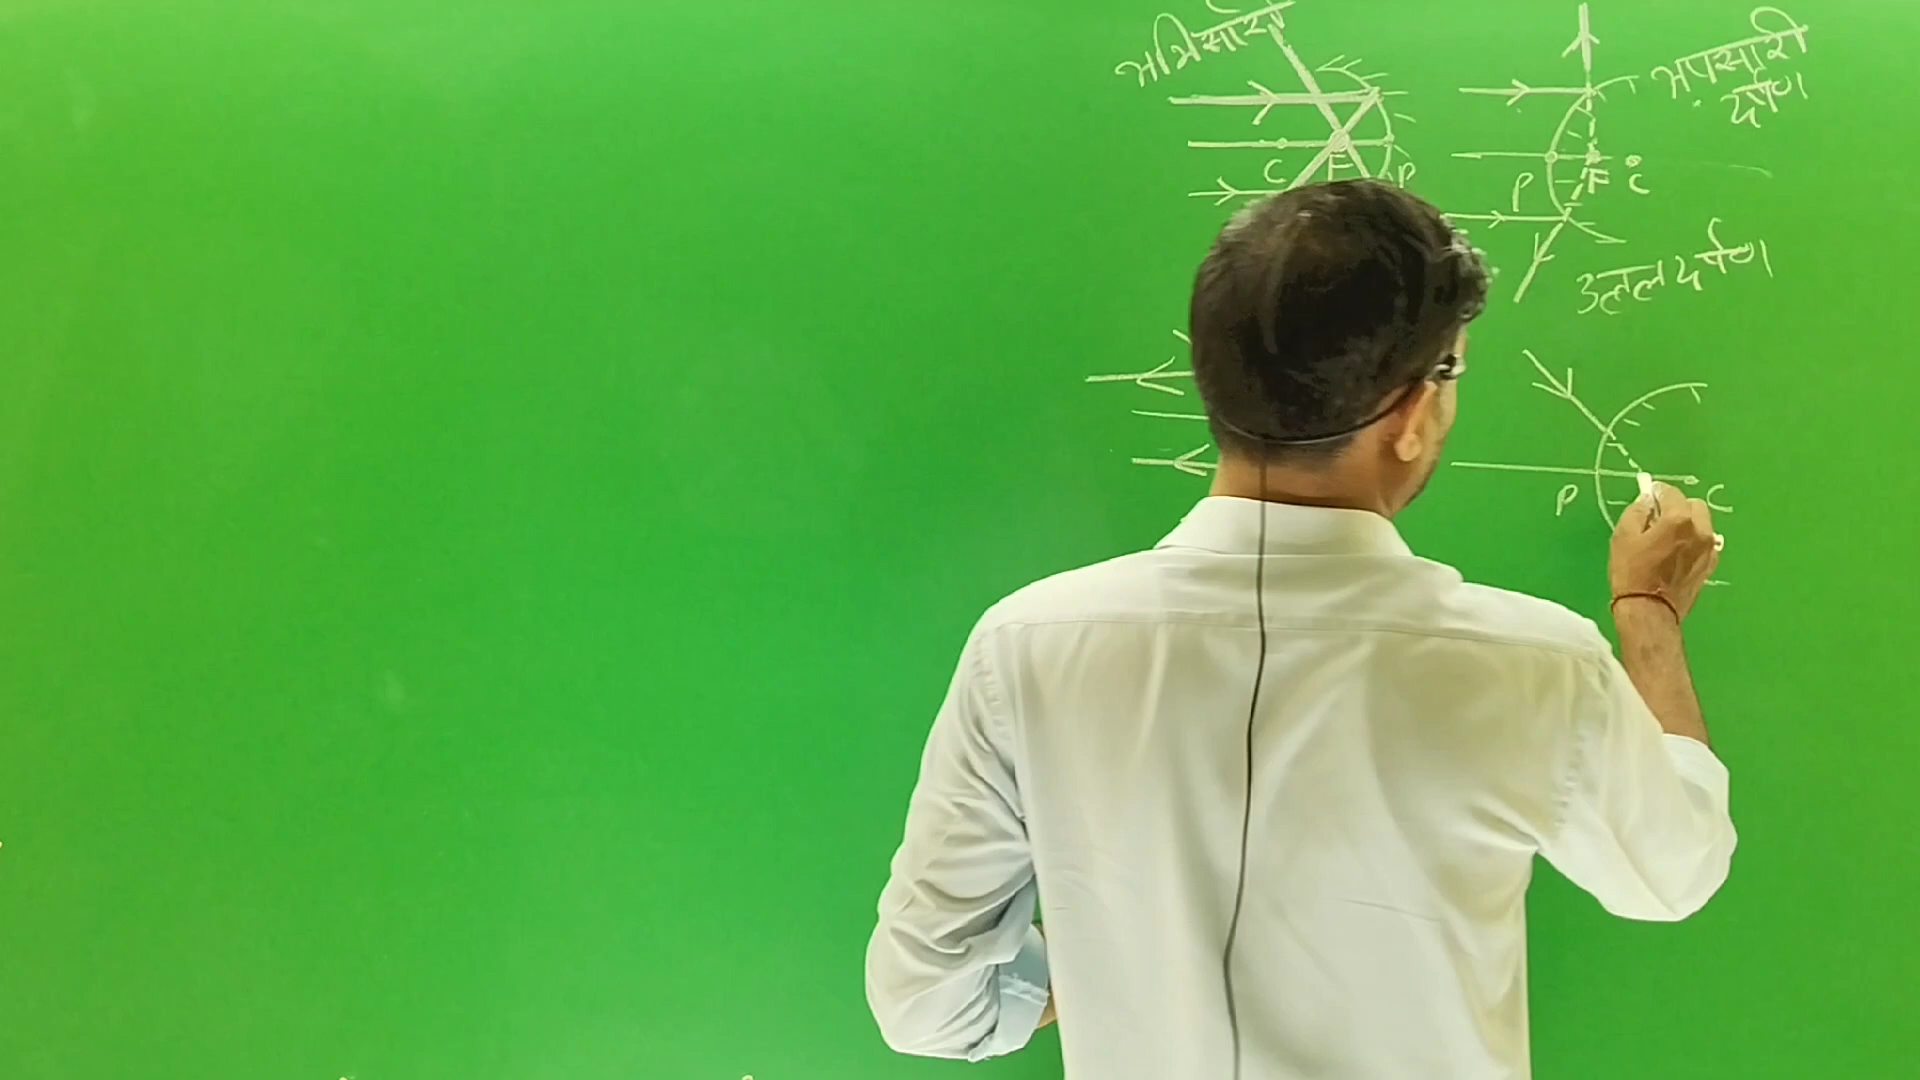 अभिसारी
अपसारी
दर्पण
C F P
P F C
उत्तल दर्पण
P C